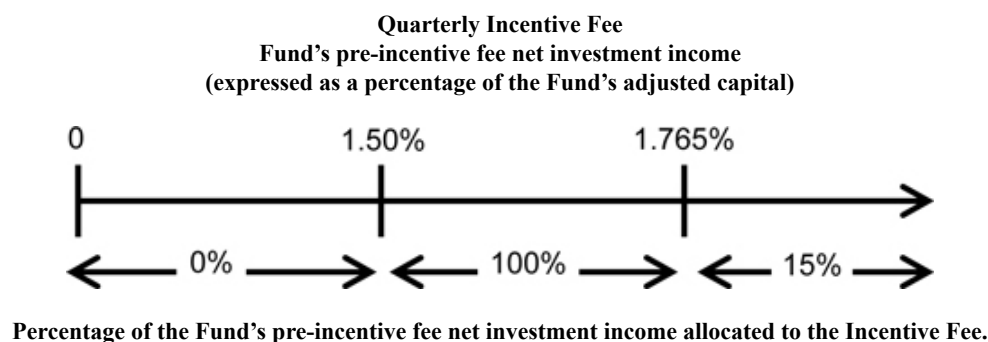 Quarterly Incentive Fee
Fund’s pre-incentive fee net investment income
(expressed as a percentage of the Fund’s adjusted capital)
0 1.50% 1.765%
0% 100% 15%
Percentage of the Fund’s pre-incentive fee net investment income allocated to the Incentive Fee.